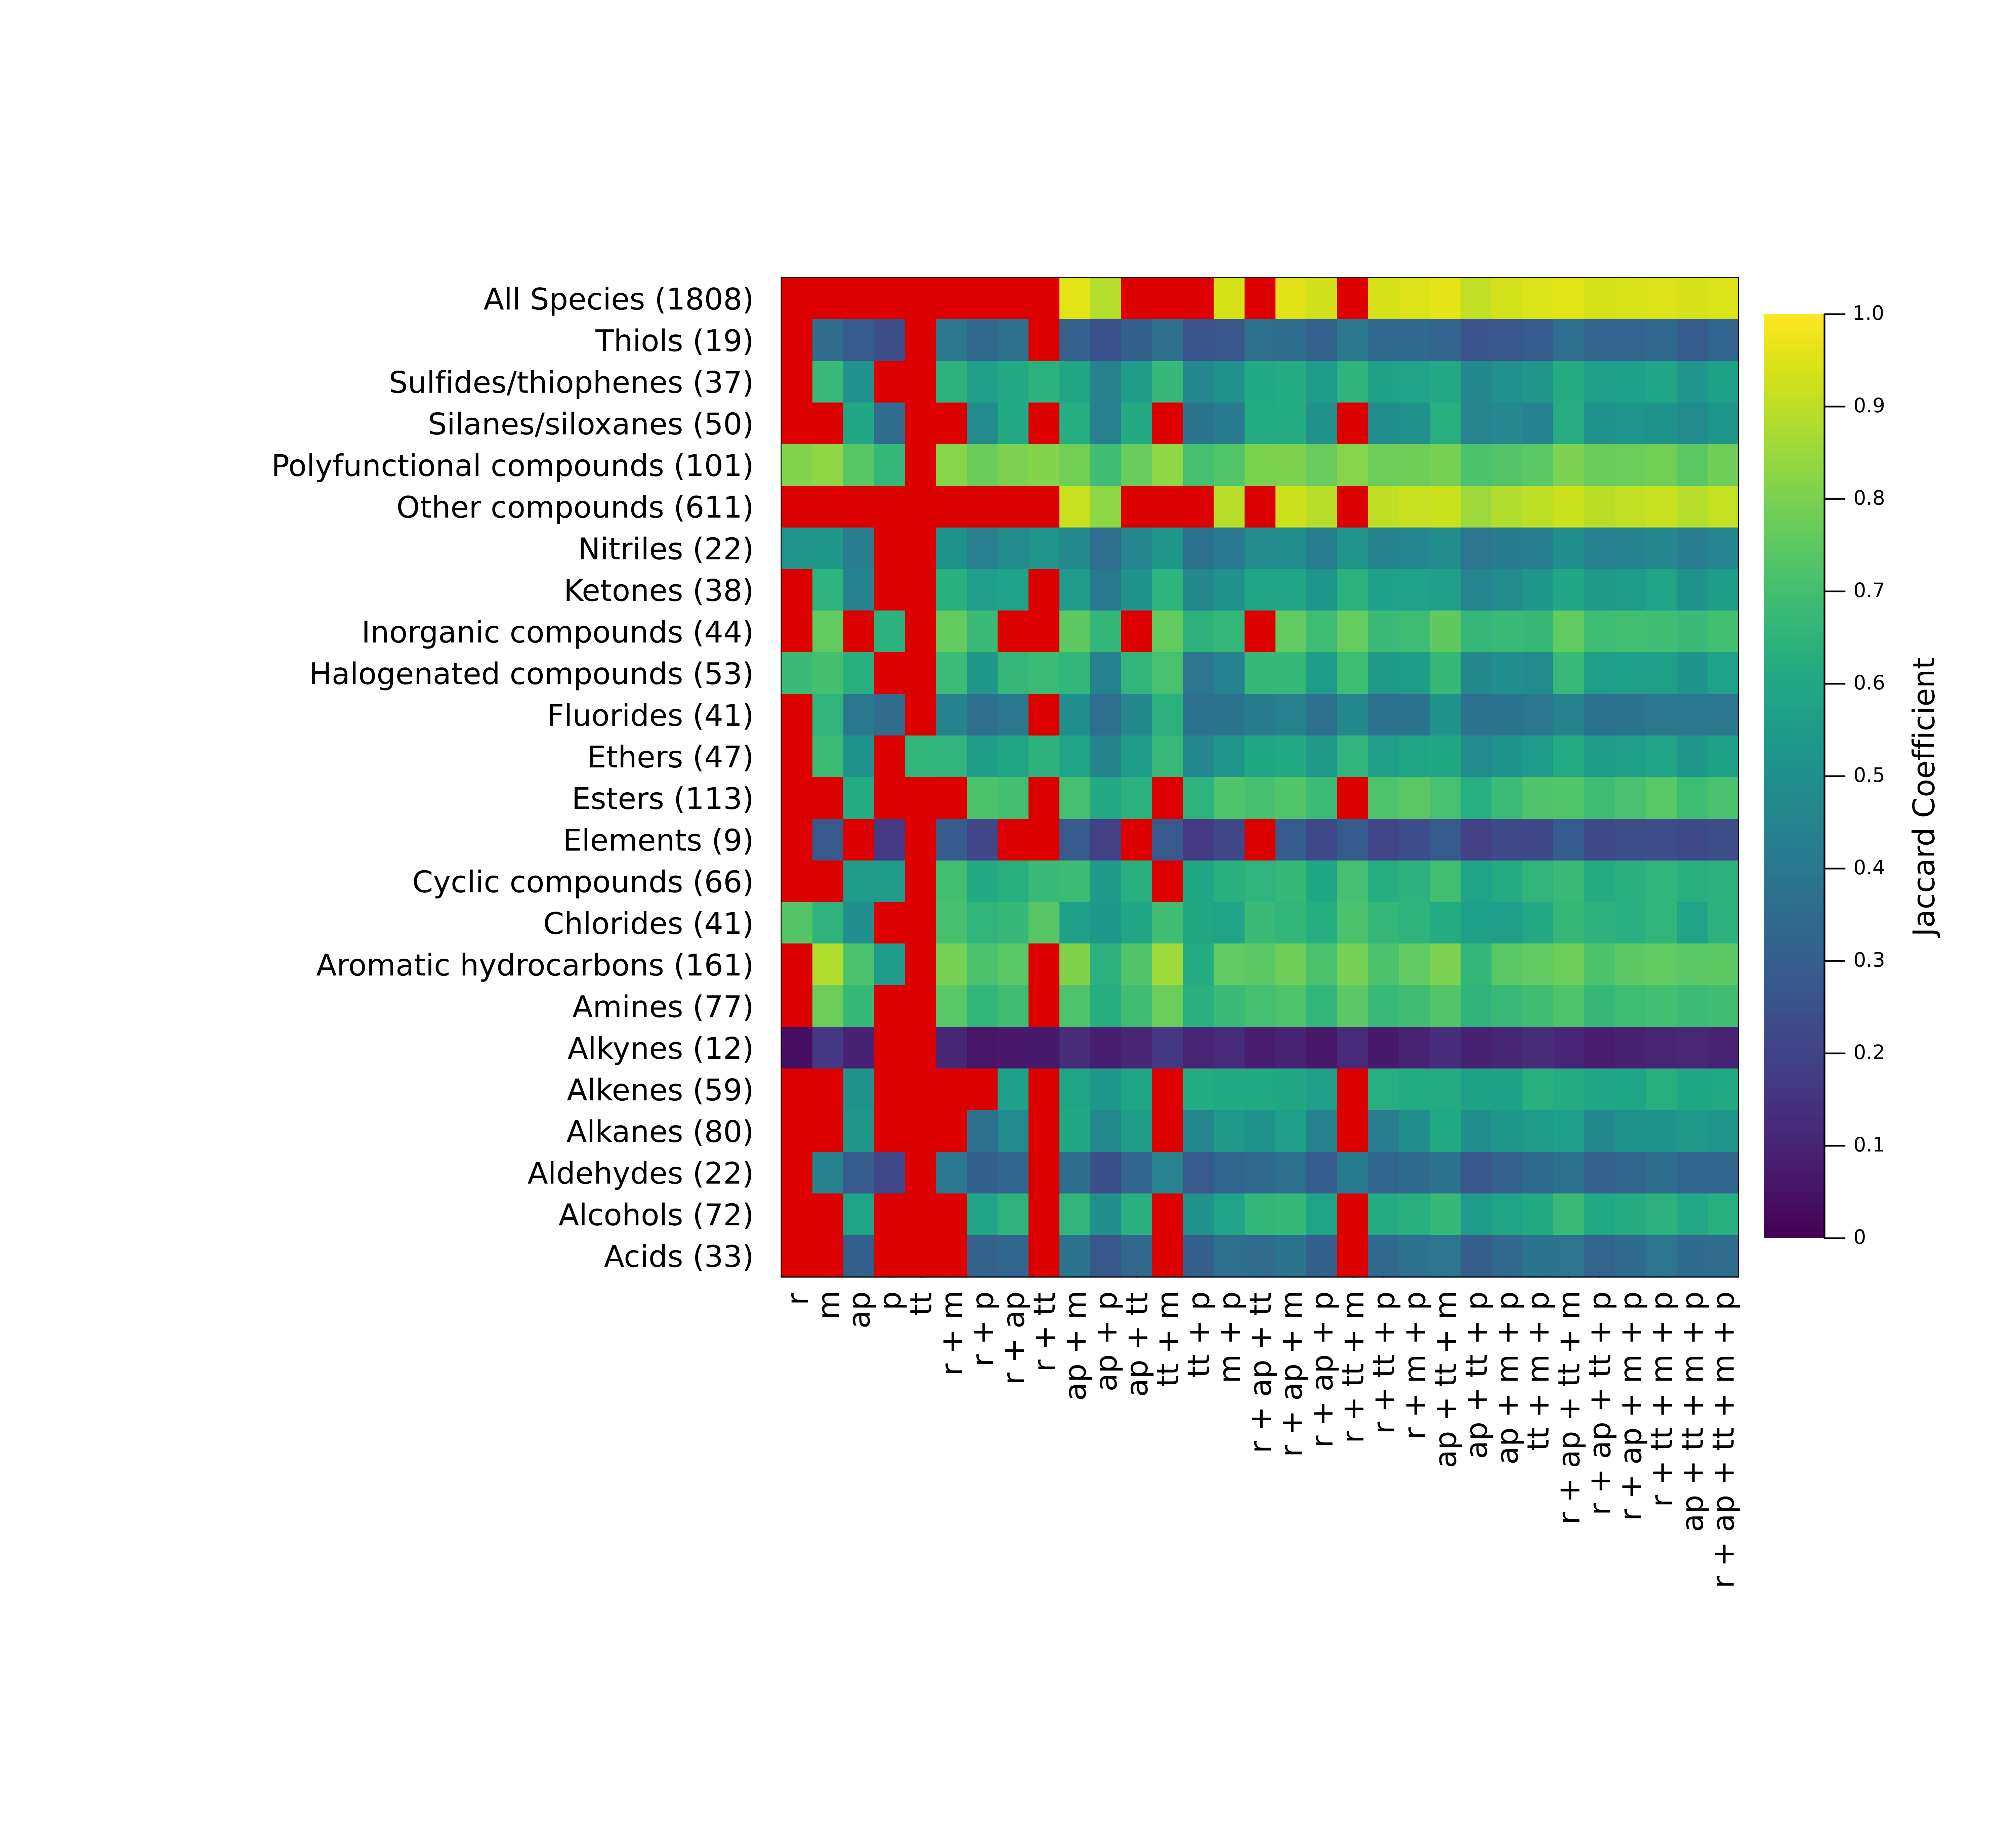 All Species (1808)
Thiols (19)
Sulfides/thiophenes (37)
Silanes/siloxanes (50)
Polyfunctional compounds (101)
Other compounds (611)
Nitriles (22)
Ketones (38)
Inorganic compounds (44)
Halogenated compounds (53)
Fluorides (41)
Ethers (47)
Esters (113)
Elements (9)
Cyclic compounds (66)
Chlorides (41)
Aromatic hydrocarbons (161)
Amines (77)
Alkynes (12)
Alkenes (59)
Alkanes (80)
Aldehydes (22)
Alcohols (72)
Acids (33)
r
m
ap
p
tt
r + m
r + p
r + ap
r + tt
ap + m
ap + p
ap + tt
tt + m
tt + p
m + p
r + ap + tt
r + ap + m
r + ap + p
r + tt + m
r + tt + p
r + m + p
ap + tt + m
ap + tt + p
ap + m + p
tt + m + p
r + ap + tt + m
r + ap + tt + p
r + ap + m + p
r + tt + m + p
ap + tt + m + p
r + ap + tt + m + p
1.0
0.9
0.8
0.7
0.6
0.5
0.4
0.3
0.2
0.1
0
Jaccard Coefficient